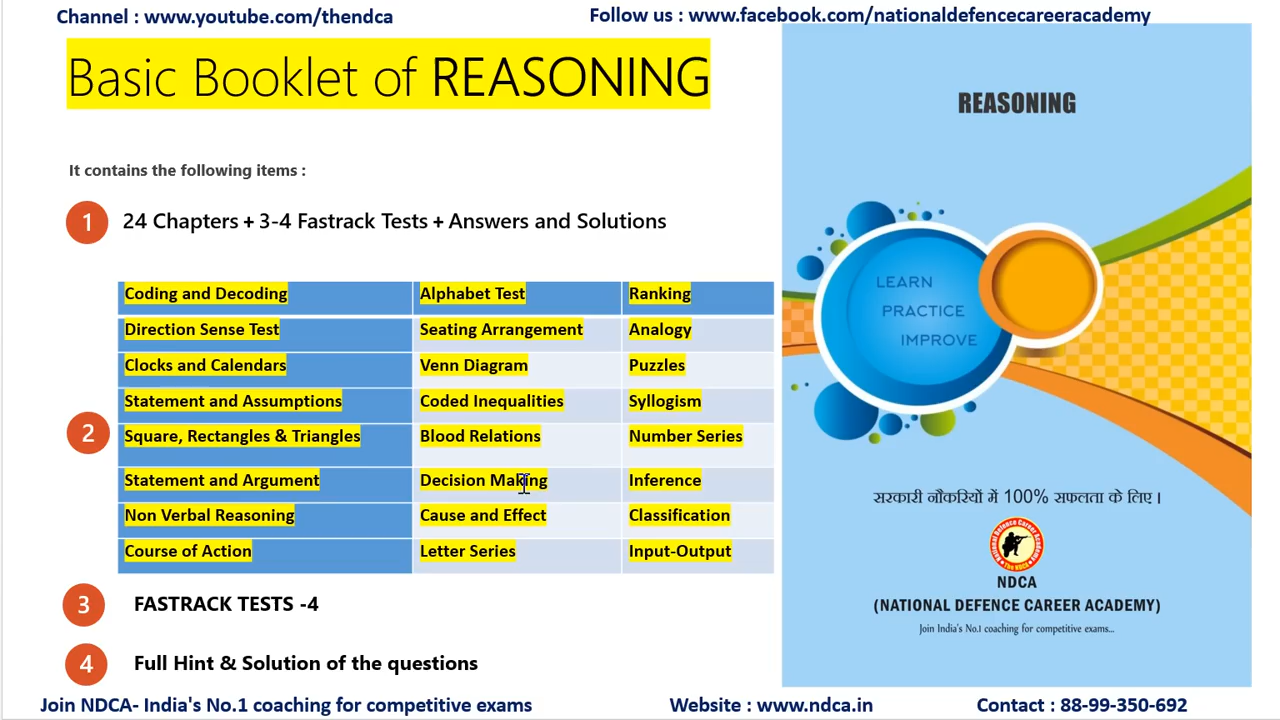 Channel : www.youtube.com/thendca
Follow us : www.facebook.com/nationaldefencecareeracademy
Basic Booklet of REASONING
It contains the following items :
1 24 Chapters + 3-4 Fastrack Tests + Answers and Solutions
2
Coding and Decoding Alphabet Test Ranking
Direction Sense Test Seating Arrangement Analogy
Clocks and Calendars Venn Diagram Puzzles
Statement and Assumptions Coded Inequalities Syllogism
Square, Rectangles & Triangles Blood Relations Number Series
Statement and Argument Decision Making Inference
Non Verbal Reasoning Cause and Effect Classification
Course of Action Letter Series Input-Output
3 FASTRACK TESTS -4
4 Full Hint & Solution of the questions
REASONING
LEARN
PRACTICE
IMPROVE
सरकारी नौकरियों में 100% सफलता के लिए ।
National Defence Career Academy
The NDCA
NDCA
(NATIONAL DEFENCE CAREER ACADEMY)
Join India's No.1 coaching for competitive exams...
Join NDCA- India's No.1 coaching for competitive exams
Website : www.ndca.in
Contact : 88-99-350-692